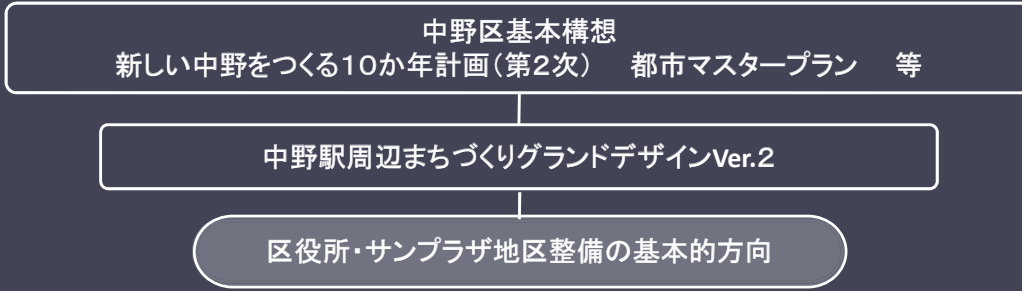 中野区基本構想
新しい中野をつくる１０か年計画（第２次）　都市マスタープラン　等
中野駅周辺まちづくりグランドデザインVer.２
区役所・サンプラザ地区整備の基本的方向